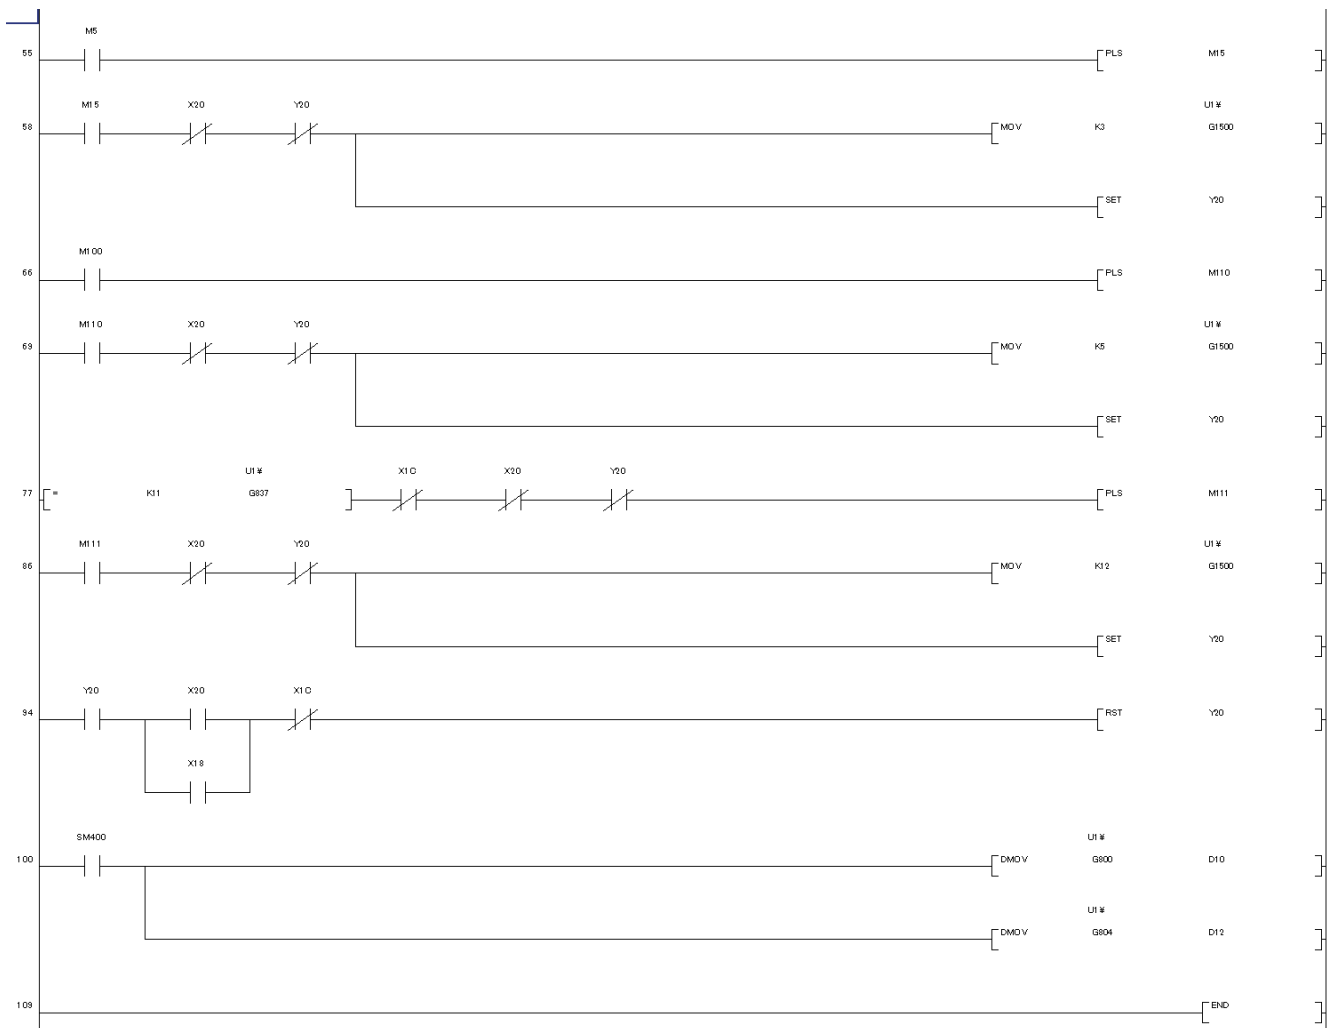 M5
55 PLS M15
M15 X20 Y20 U1¥
58 MOV K3 G1500
SET Y20
M100
66 PLS M110
M110 X20 Y20 U1¥
69 MOV K5 G1500
SET Y20
U1¥ X1C X20 Y20
77 = K11 G837 PLS M111
M111 X20 Y20 U1¥
86 MOV K12 G1500
SET Y20
Y20 X20 X1C
94 RST Y20
X18
SM400 U1¥
100 DMOV G800 D10
U1¥
DMOV G804 D12
109 END